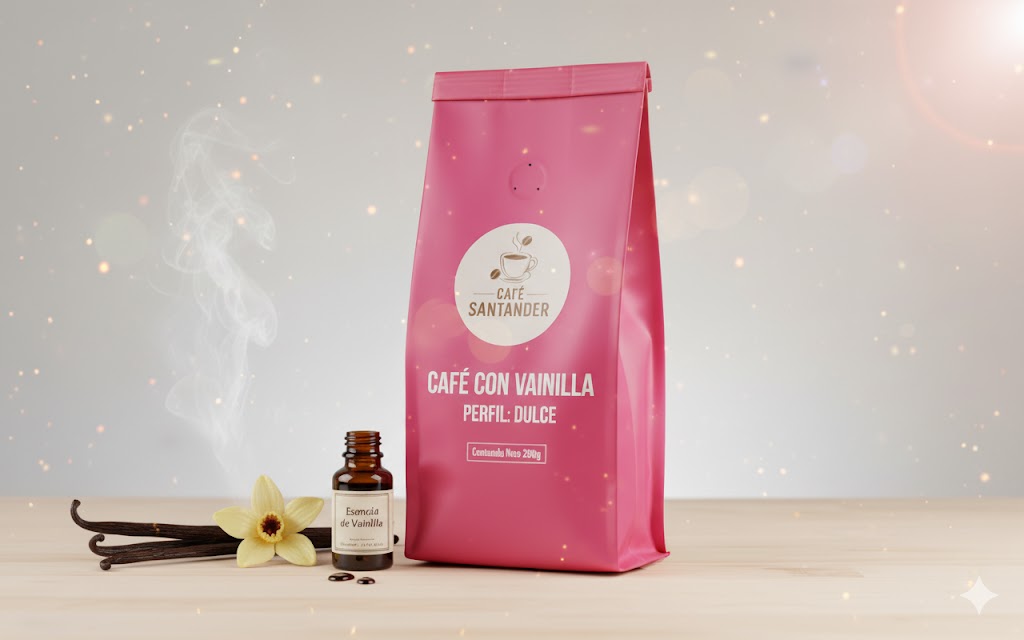 CAFÉ
SANTANDER
CAFÉ CON VAINILLA
PERFIL: DULCE
Esencia
de Vainilla